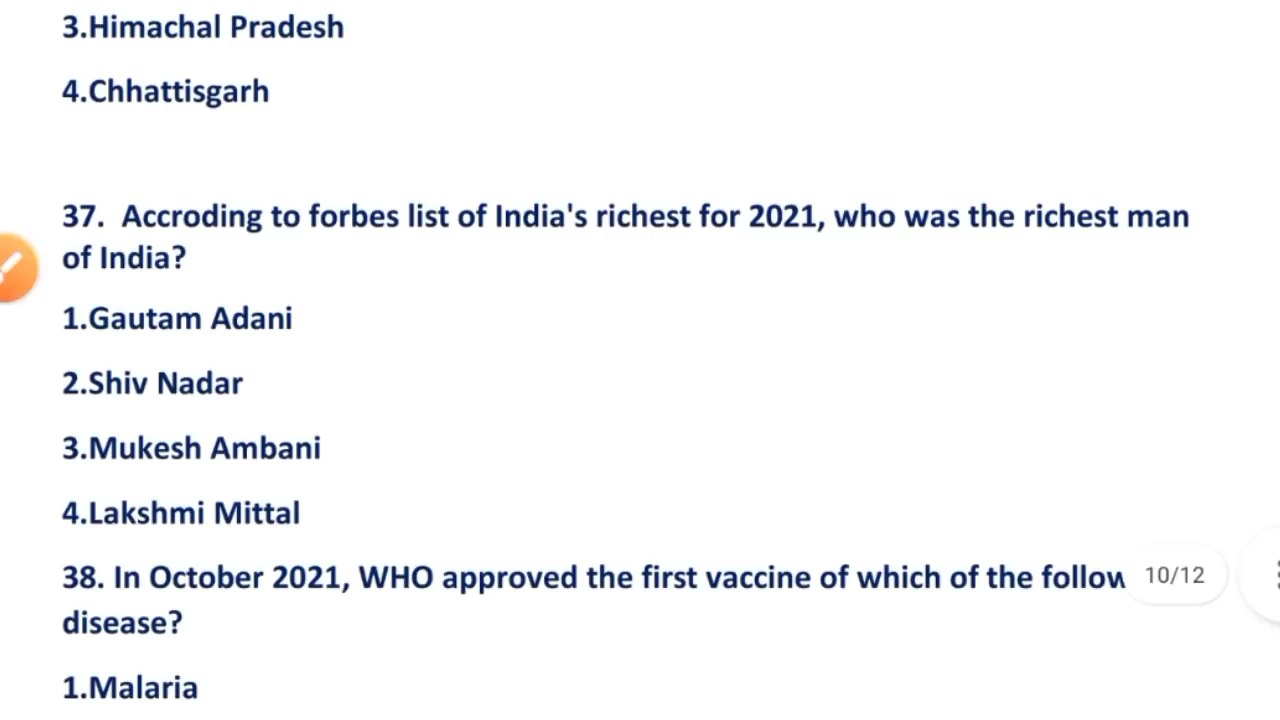 3.Himachal Pradesh
4.Chhattisgarh
37. Accroding to forbes list of India's richest for 2021, who was the richest man
of India?
1.Gautam Adani
2.Shiv Nadar
3.Mukesh Ambani
4.Lakshmi Mittal
38. In October 2021, WHO approved the first vaccine of which of the follow
10/12
disease?
1.Malaria